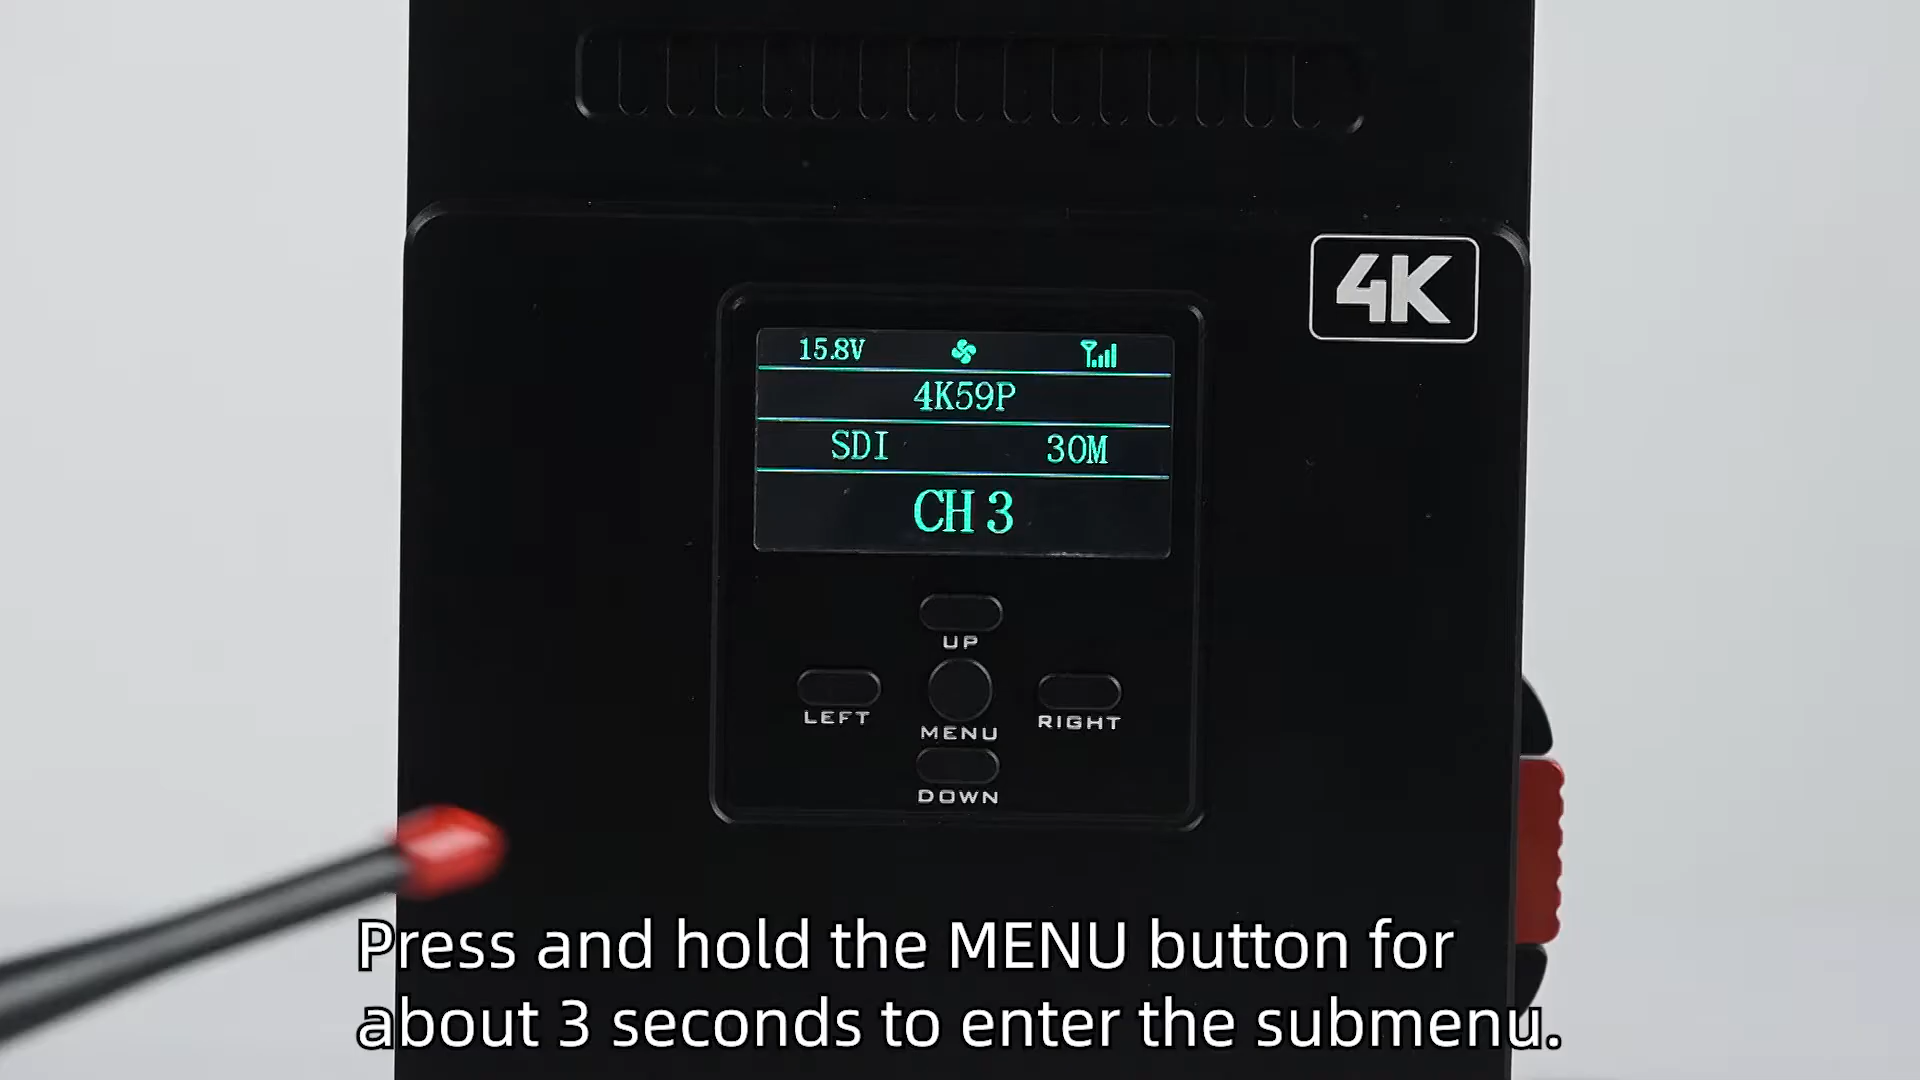 4K
15.8V
4K59P
SDI 30M
CH 3
UP
LEFT
RIGHT
MENU
DOWN
Press and hold the MENU button for
about 3 seconds to enter the submenu.